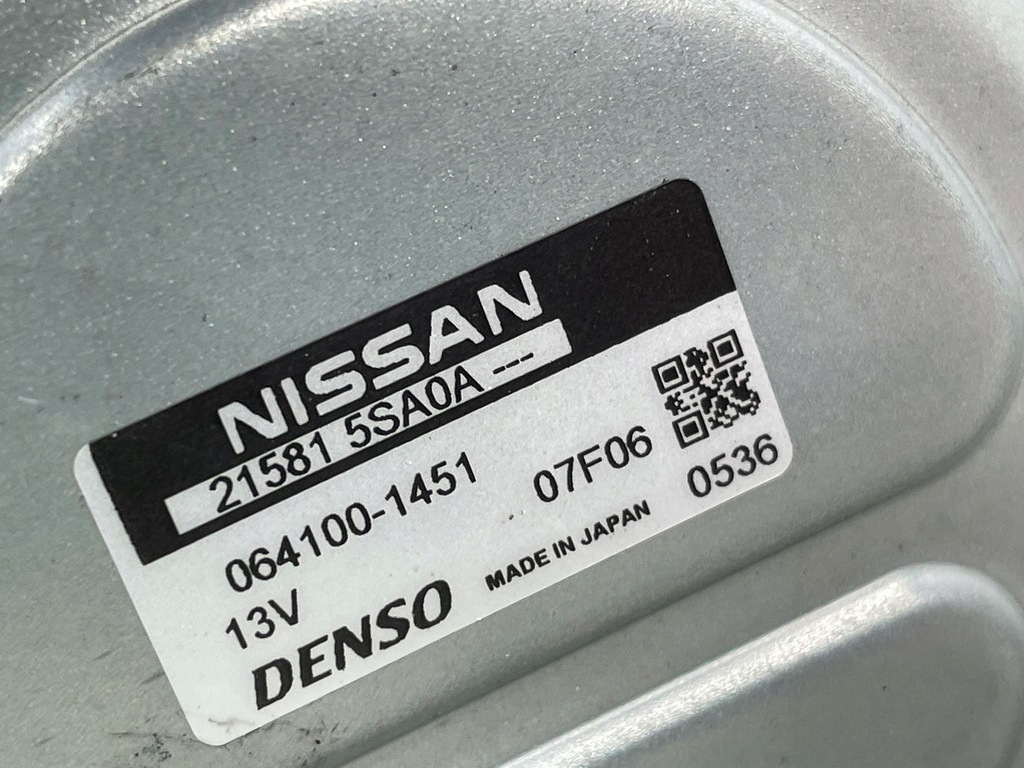 NISSAN
21581 5SA0A ---
064100-1451 07F06
13V 0536
DENSO MADE IN JAPAN